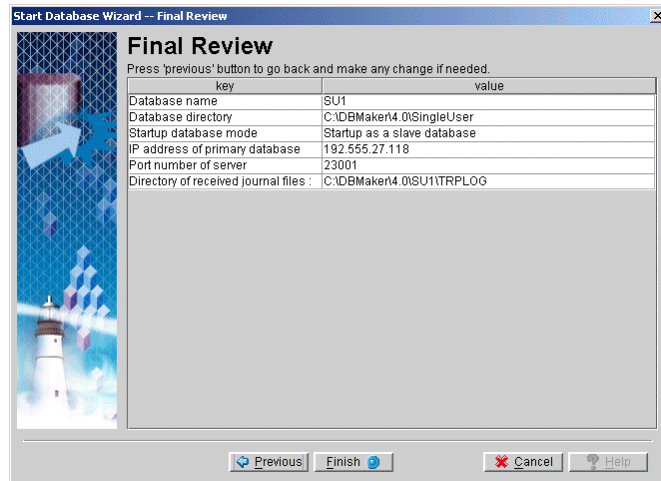 Start Database Wizard -- Final Review
Final Review
Press 'previous' button to go back and make any change if needed.
key value
Database name SU1
Database directory C:\DBMaker\4.0\SingleUser
Startup database mode Startup as a slave database
IP address of primary database 192.555.27.118
Port number of server 23001
Directory of received journal files : C:\DBMaker\4.0\SU1\TRPLOG
Previous Finish Cancel Help